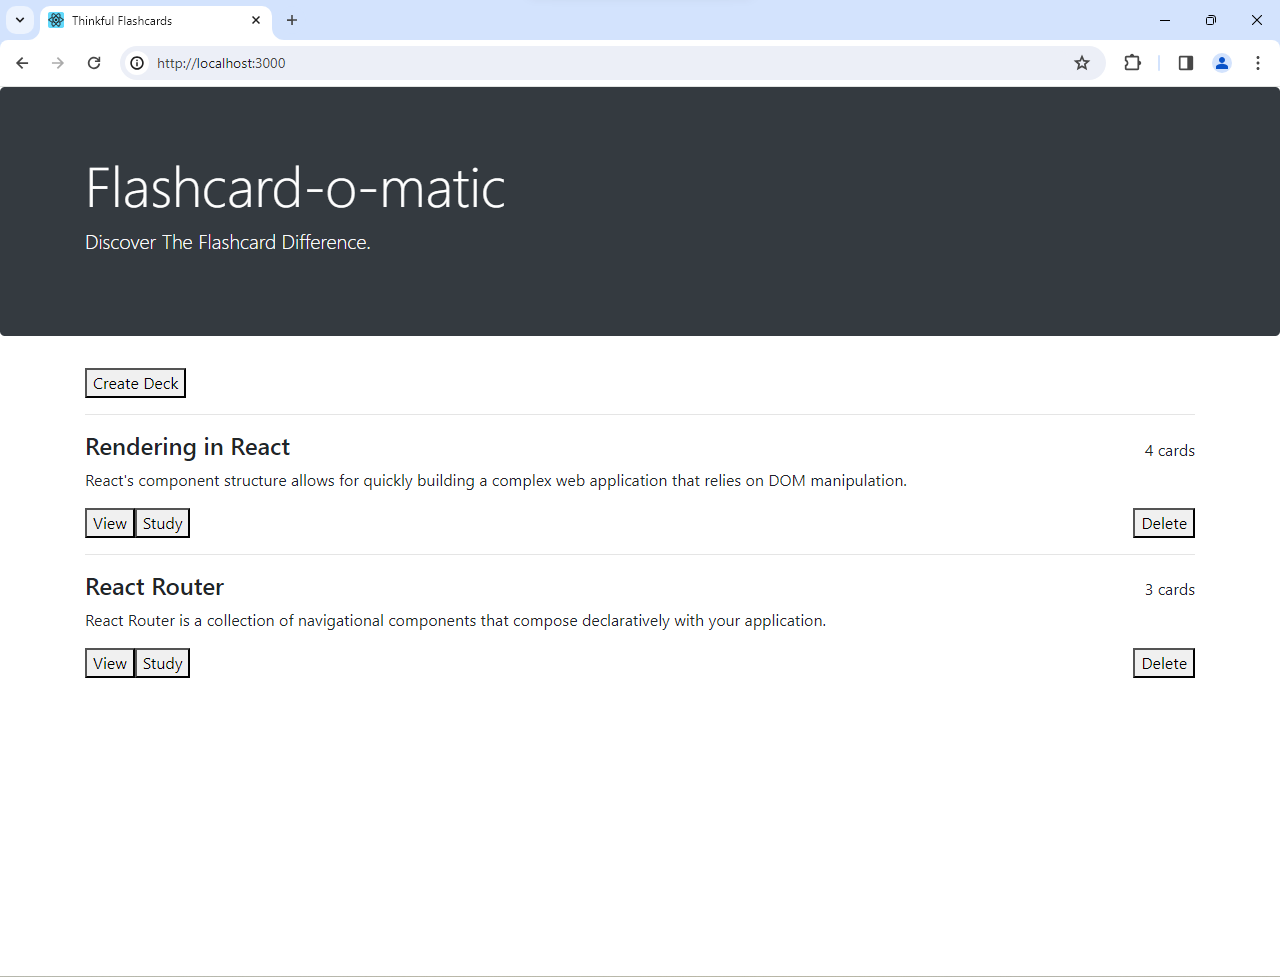 Thinkful Flashcards
http://localhost:3000
Flashcard-o-matic
Discover The Flashcard Difference.
Create Deck
Rendering in React
4 cards
React's component structure allows for quickly building a complex web application that relies on DOM manipulation.
View Study Delete
React Router
3 cards
React Router is a collection of navigational components that compose declaratively with your application.
View Study Delete